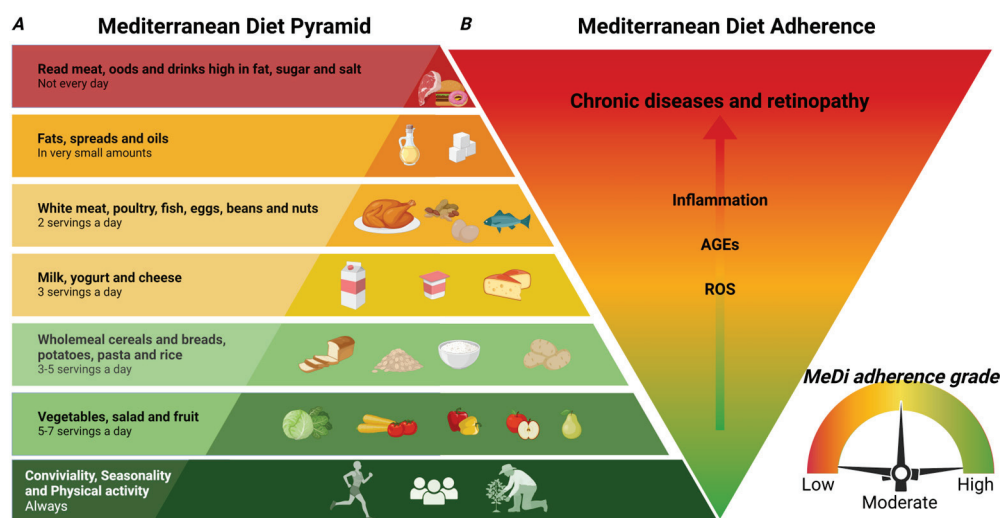 A
Mediterranean Diet Pyramid
Read meat, oods and drinks high in fat, sugar and salt
Not every day
Fats, spreads and oils
In very small amounts
White meat, poultry, fish, eggs, beans and nuts
2 servings a day
Milk, yogurt and cheese
3 servings a day
Wholemeal cereals and breads,
potatoes, pasta and rice
3-5 servings a day
Vegetables, salad and fruit
5-7 servings a day
Conviviality, Seasonality
and Physical activity
Always
B
Mediterranean Diet Adherence
Chronic diseases and retinopathy
Inflammation
AGEs
ROS
MeDi adherence grade
Low
Moderate
High